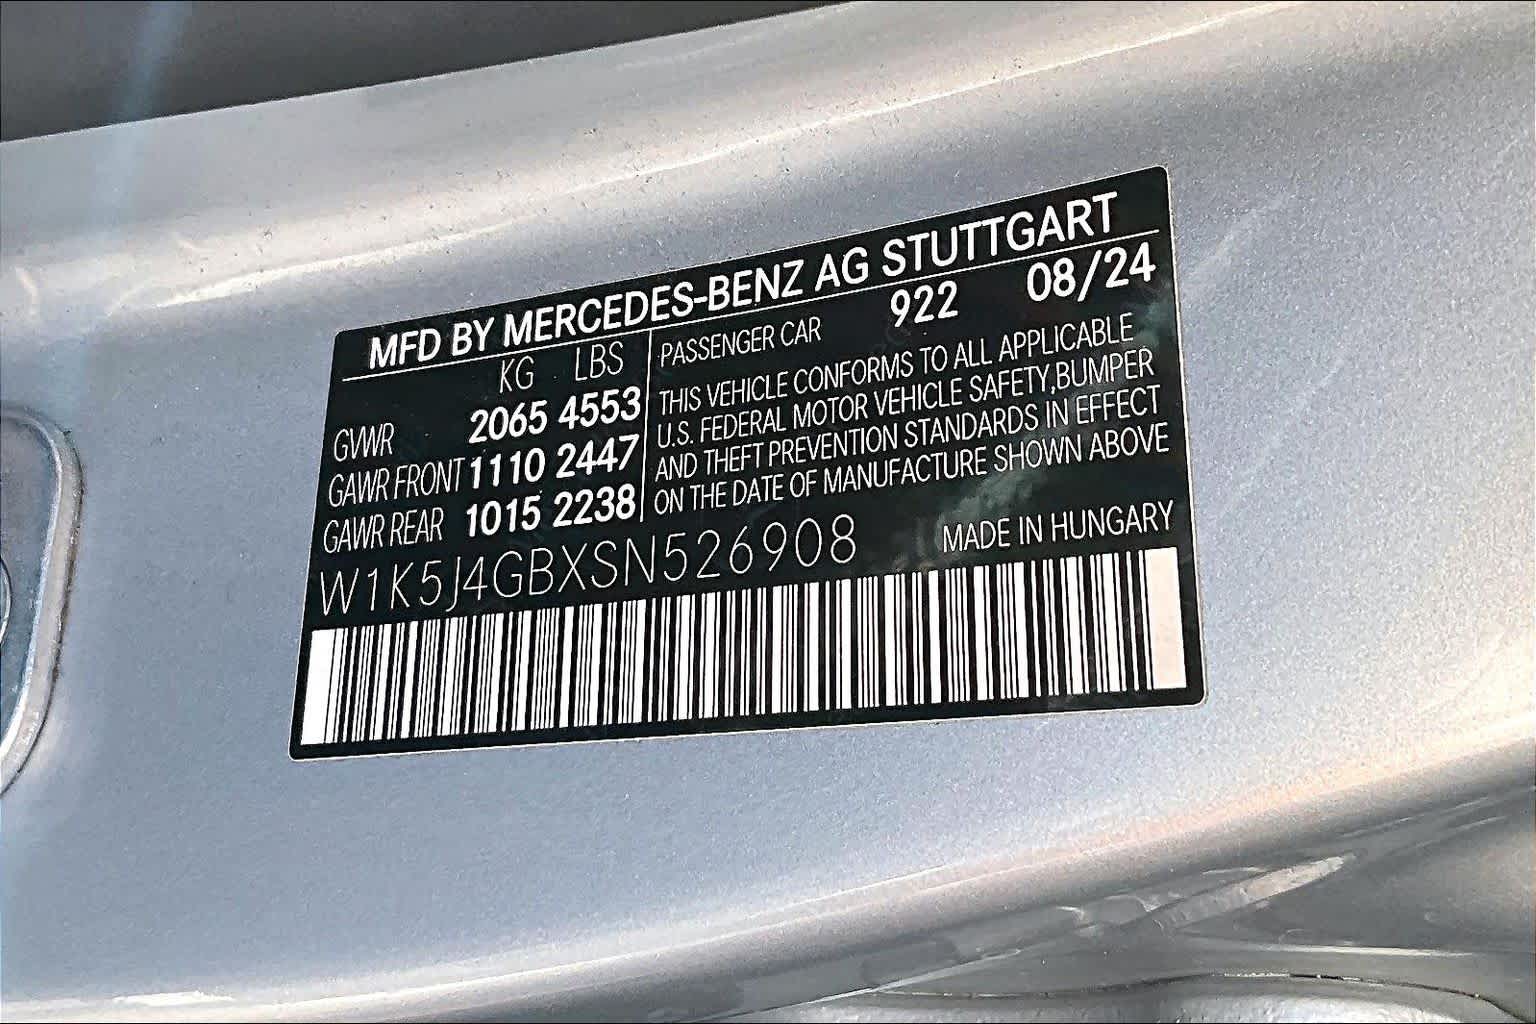 MFD BY MERCEDES-BENZ AG STUTTGART
KG LBS
GVWR 2065 4553
GAWR FRONT 1110 2447
GAWR REAR 1015 2238
PASSENGER CAR 922 08/24
THIS VEHICLE CONFORMS TO ALL APPLICABLE
U.S. FEDERAL MOTOR VEHICLE SAFETY,BUMPER
AND THEFT PREVENTION STANDARDS IN EFFECT
ON THE DATE OF MANUFACTURE SHOWN ABOVE
W1K5J4GBXSN526908
MADE IN HUNGARY